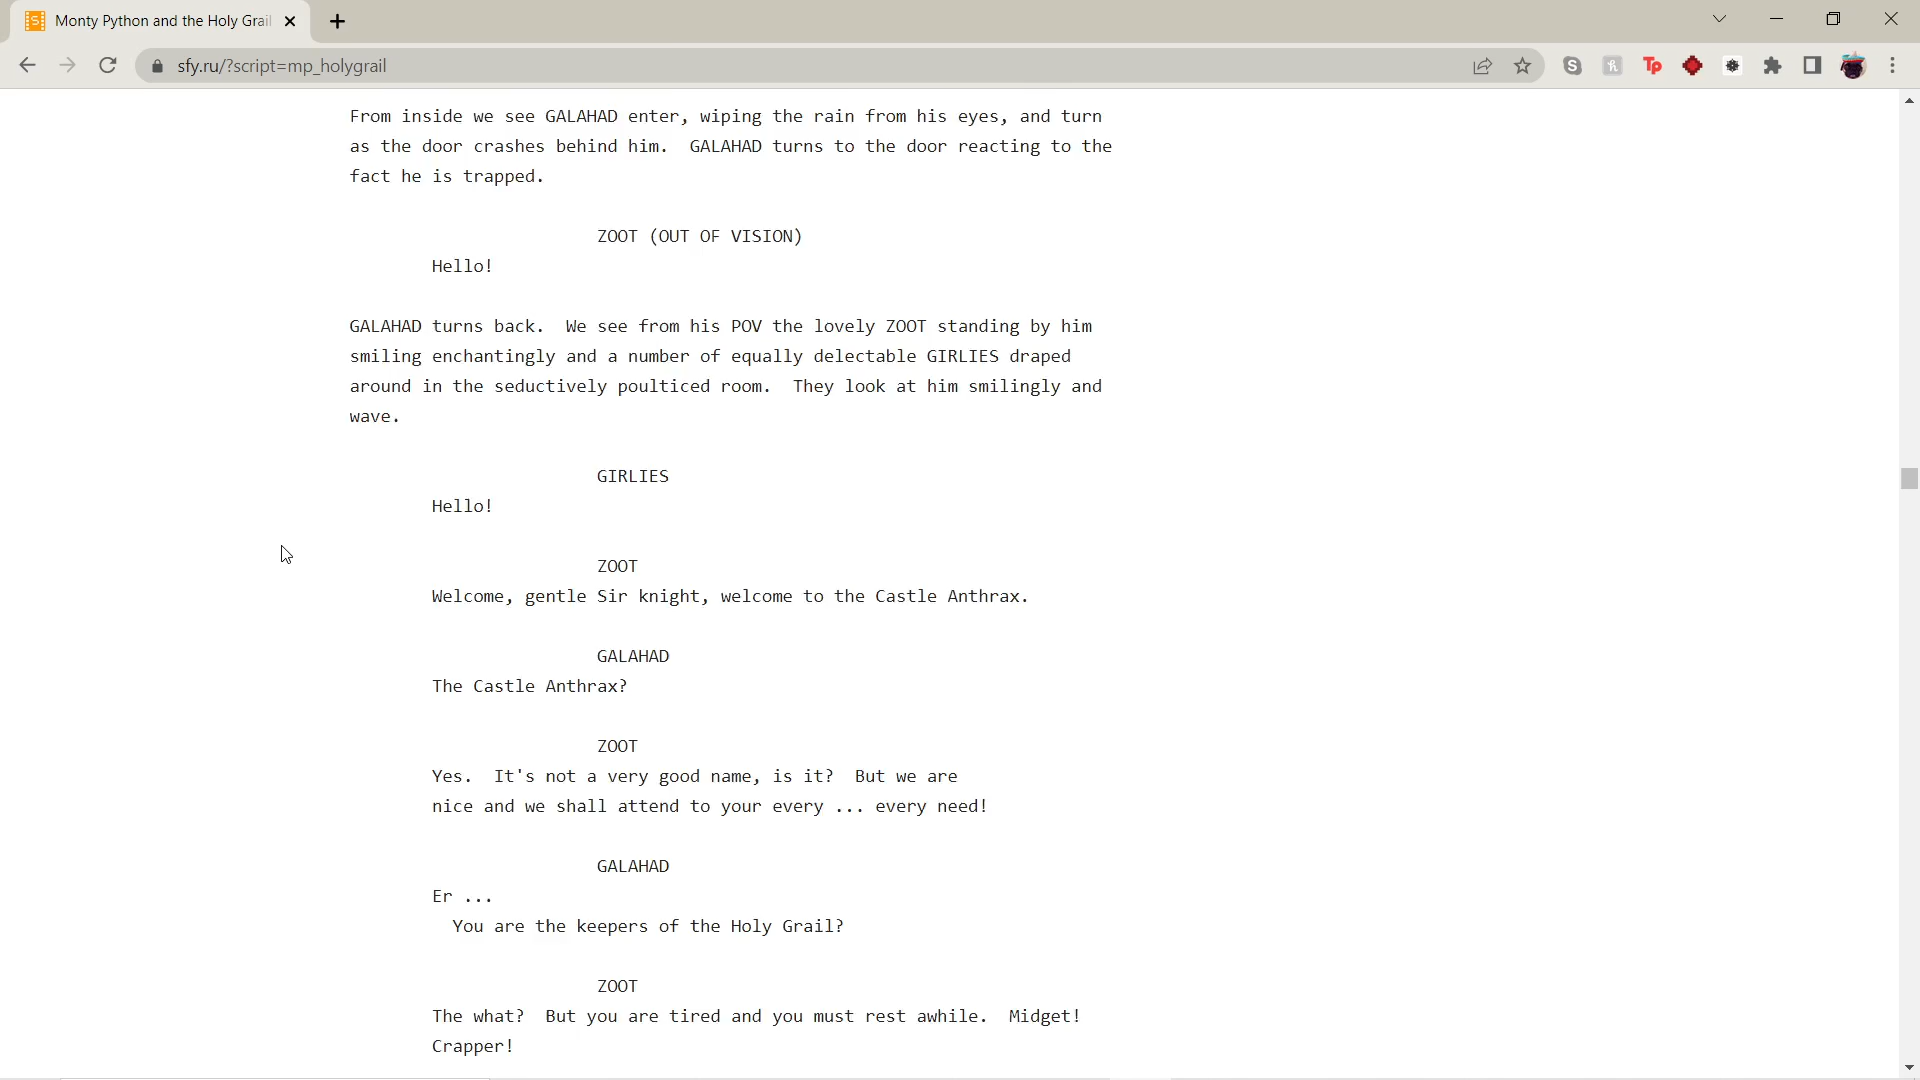 Monty Python and the Holy Grail
sfy.ru/?script=mp_holygrail
From inside we see GALAHAD enter, wiping the rain from his eyes, and turn
as the door crashes behind him.  GALAHAD turns to the door reacting to the
fact he is trapped.
ZOOT (OUT OF VISION)
Hello!
GALAHAD turns back.  We see from his POV the lovely ZOOT standing by him
smiling enchantingly and a number of equally delectable GIRLIES draped
around in the seductively poulticed room.  They look at him smilingly and
wave.
GIRLIES
Hello!
ZOOT
Welcome, gentle Sir knight, welcome to the Castle Anthrax.
GALAHAD
The Castle Anthrax?
ZOOT
Yes.  It's not a very good name, is it?  But we are
nice and we shall attend to your every ... every need!
GALAHAD
Er ...
You are the keepers of the Holy Grail?
ZOOT
The what?  But you are tired and you must rest awhile.  Midget!
Crapper!